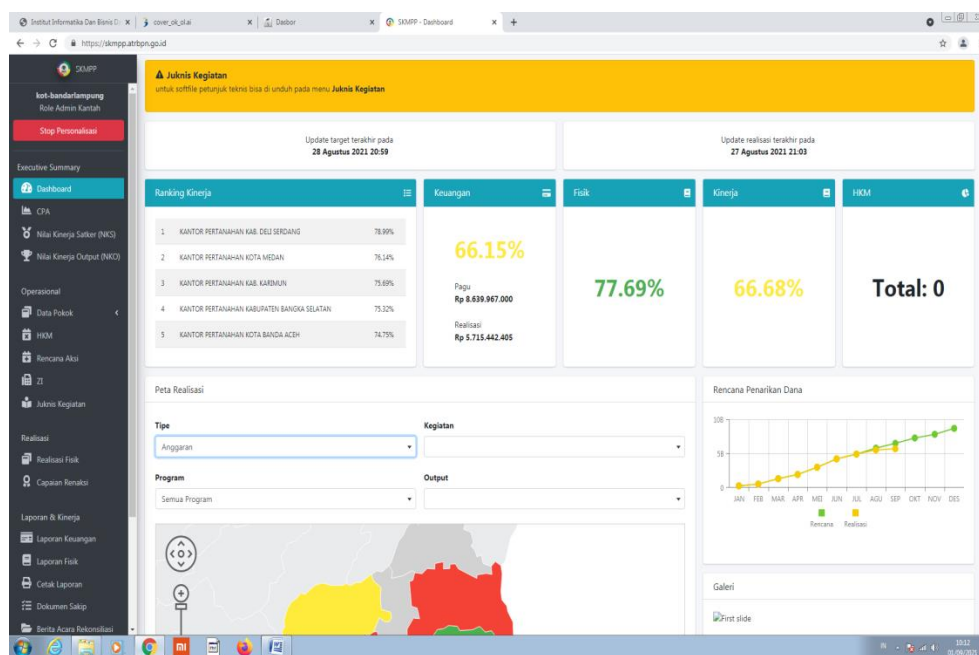 Institut Informatika Dan Bisnis D
cover_ok_ol.ai
Dasbor
SKMPP - Dashboard
https://skmpp.atrbpn.go.id
SKMPP
kot-bandarlampung
Role Admin Kantah
Stop Personalisasi
Executive Summary
Dashboard
CPA
Nilai Kinerja Satker (NKS)
Nilai Kinerja Output (NKO)
Operasional
Data Pokok
HKM
Rencana Aksi
ZI
Juknis Kegiatan
Realisasi
Realisasi Fisik
Capaian Renaksi
Laporan & Kinerja
Laporan Keuangan
Laporan Fisik
Cetak Laporan
Dokumen Sakip
Berita Acara Rekonsiliasi
Juknis Kegiatan
untuk softfile petunjuk teknis bisa di unduh pada menu Juknis Kegiatan
Update target terakhir pada
28 Agustus 2021 20:59
Update realisasi terakhir pada
27 Agustus 2021 21:03
Ranking Kinerja
1 KANTOR PERTANAHAN KAB. DELI SERDANG 78.99%
2 KANTOR PERTANAHAN KOTA MEDAN 76.14%
3 KANTOR PERTANAHAN KAB. KARIMUN 75.69%
4 KANTOR PERTANAHAN KABUPATEN BANGKA SELATAN 75.32%
5 KANTOR PERTANAHAN KOTA BANDA ACEH 74.75%
Keuangan
66.15%
Pagu
Rp 8.639.967.000
Realisasi
Rp 5.715.442.405
Fisik
77.69%
Kinerja
66.68%
HKM
Total: 0
Peta Realisasi
Tipe
Anggaran
Kegiatan
Program
Semua Program
Output
Rencana Penarikan Dana
10B
5B
0
JAN FEB MAR APR MEI JUN JUL AGU SEP OKT NOV DES
Rencana Realisasi
Galeri
First slide
IN
10:12